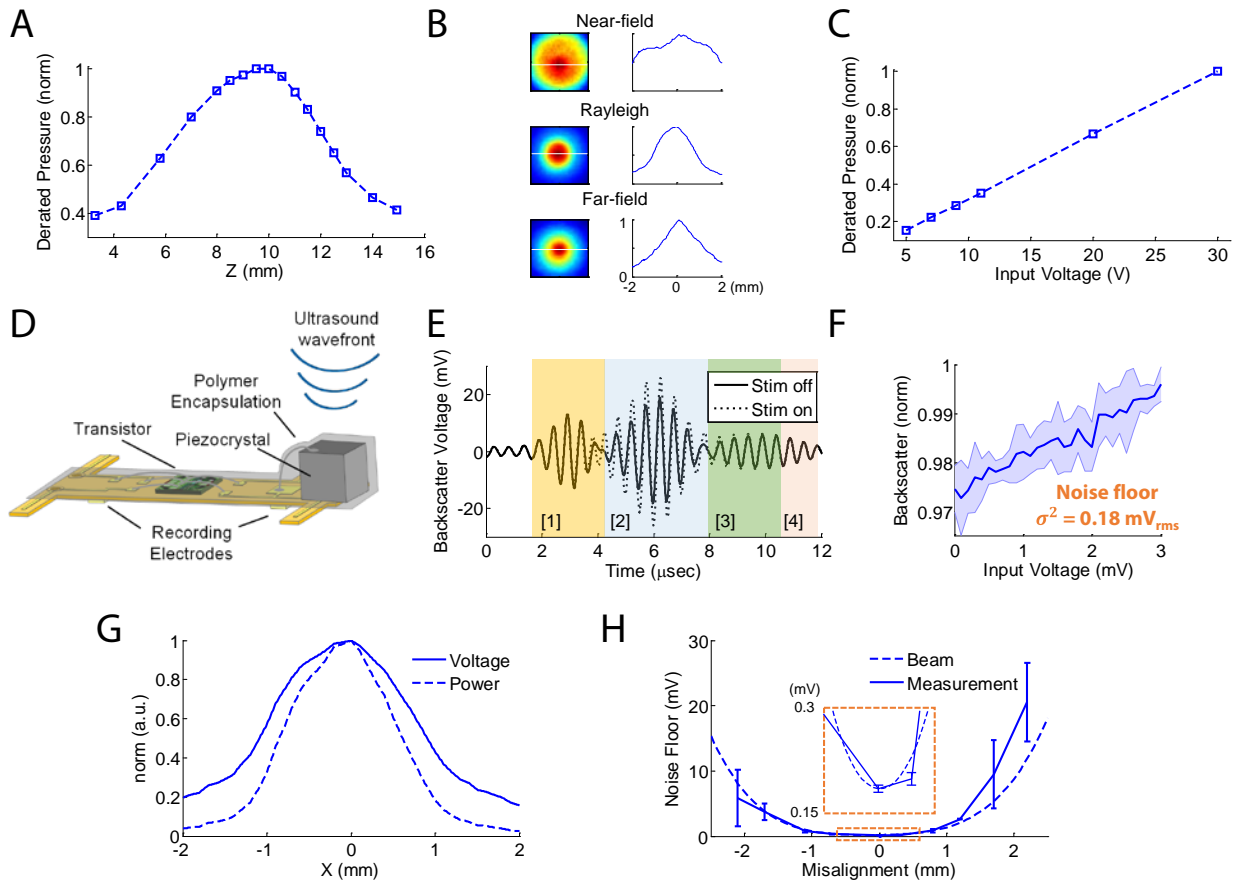 A
Derated Pressure (norm)
1
0.8
0.6
0.4
4 6 8 10 12 14 16
Z (mm)
B
Near-field
Rayleigh
Far-field
1
0
-2 0 2 (mm)
C
Derated Pressure (norm)
1
0.8
0.6
0.4
0.2
5 10 15 20 25 30
Input Voltage (V)
D
Ultrasound
wavefront
Polymer
Encapsulation
Transistor
Piezocrystal
Recording
Electrodes
E
Backscatter Voltage (mV)
20
0
-20
Stim off
Stim on
[1] [2] [3] [4]
0 2 4 6 8 10 12
Time (μsec)
F
Backscatter (norm)
1
0.99
0.98
0.97
Noise floor
σ² = 0.18 mVrms
0 1 2 3
Input Voltage (mV)
G
norm (a.u.)
1
0.8
0.6
0.4
0.2
0
Voltage
Power
-2 -1 0 1 2
X (mm)
H
Noise Floor (mV)
30
20
10
0
Beam
Measurement
(mV)
0.3
0.15
-2 -1 0 1 2
Misalignment (mm)